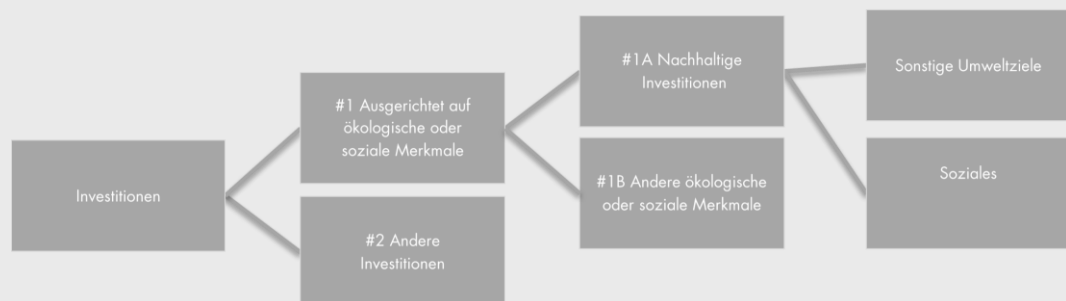 Investitionen
#1 Ausgerichtet auf
ökologische oder
soziale Merkmale
#2 Andere
Investitionen
#1A Nachhaltige
Investitionen
#1B Andere ökologische
oder soziale Merkmale
Sonstige Umweltziele
Soziales